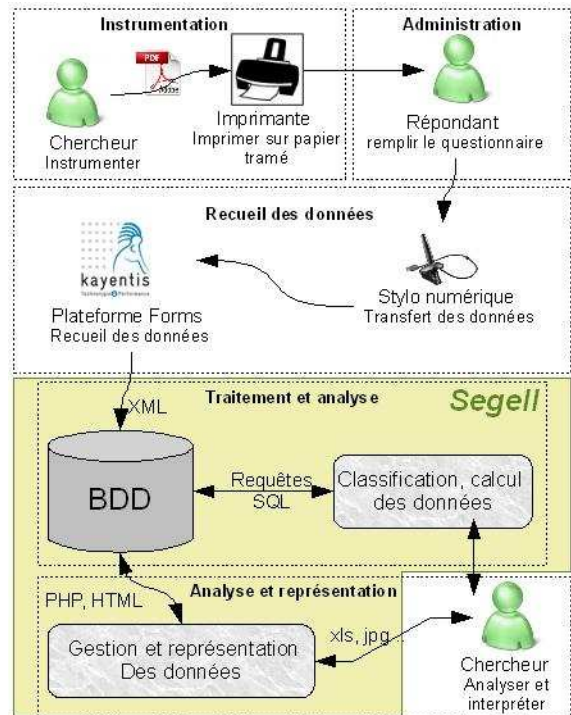 Instrumentation
Administration
PDF
Adobe
Chercheur
Instrumenter
Imprimante
Imprimer sur papier
tramé
Répondant
remplir le questionnaire
Recueil des données
kayentis
Plateforme Forms
Recueil des données
Stylo numérique
Transfert des données
Traitement et analyse
Segell
XML
BDD
Requêtes
SQL
Classification, calcul
des données
PHP, HTML
Analyse et représentation
Gestion et représentation
Des données
xls, jpg...
Chercheur
Analyser et
interpréter